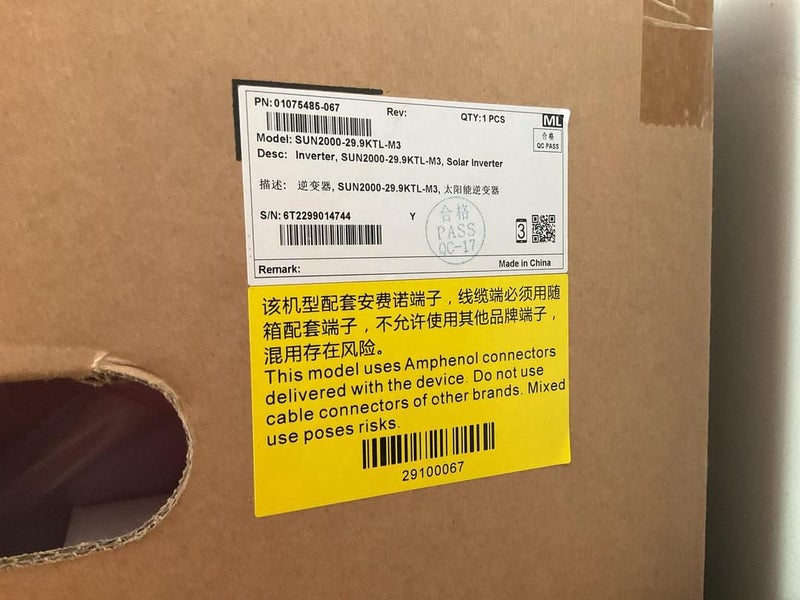 PN: 01075485-067
Rev:
QTY: 1 PCS
ML
Model: SUN2000-29.9KTL-M3
合格
QC PASS
Desc: Inverter, SUN2000-29.9KTL-M3, Solar Inverter
描述: 逆变器, SUN2000-29.9KTL-M3, 太阳能逆变器
S/N: 6T2299014744
Y
合格
PASS
QC-17
3
Remark:
Made in China
该机型配套安费诺端子，线缆端必须用随
箱配套端子，不允许使用其他品牌端子，
混用存在风险。
This model uses Amphenol connectors
delivered with the device. Do not use
cable connectors of other brands. Mixed
use poses risks.
29100067